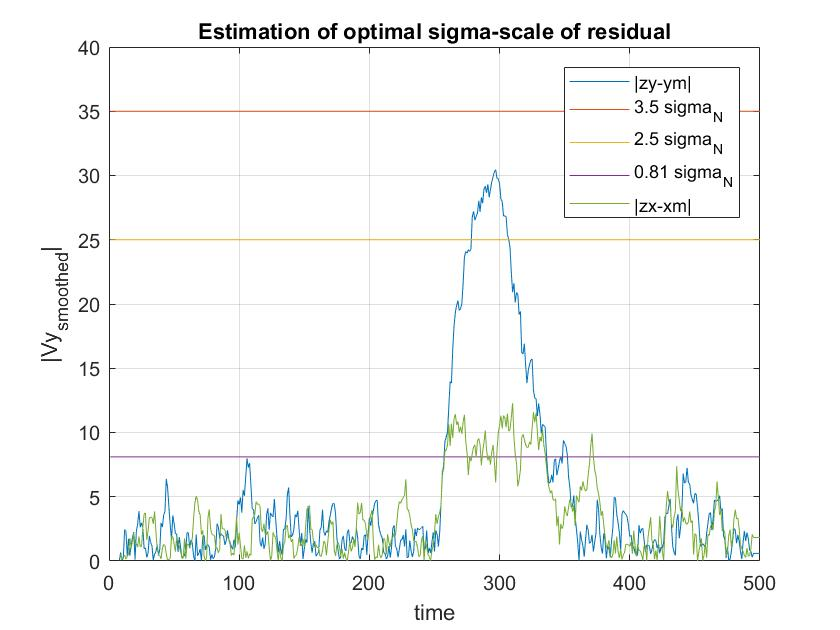 Estimation of optimal sigma-scale of residual
40
35
30
25
20
15
10
5
0
|Vy_smoothed|
|zy-ym|
3.5 sigma_N
2.5 sigma_N
0.81 sigma_N
|zx-xm|
0 100 200 300 400 500
time